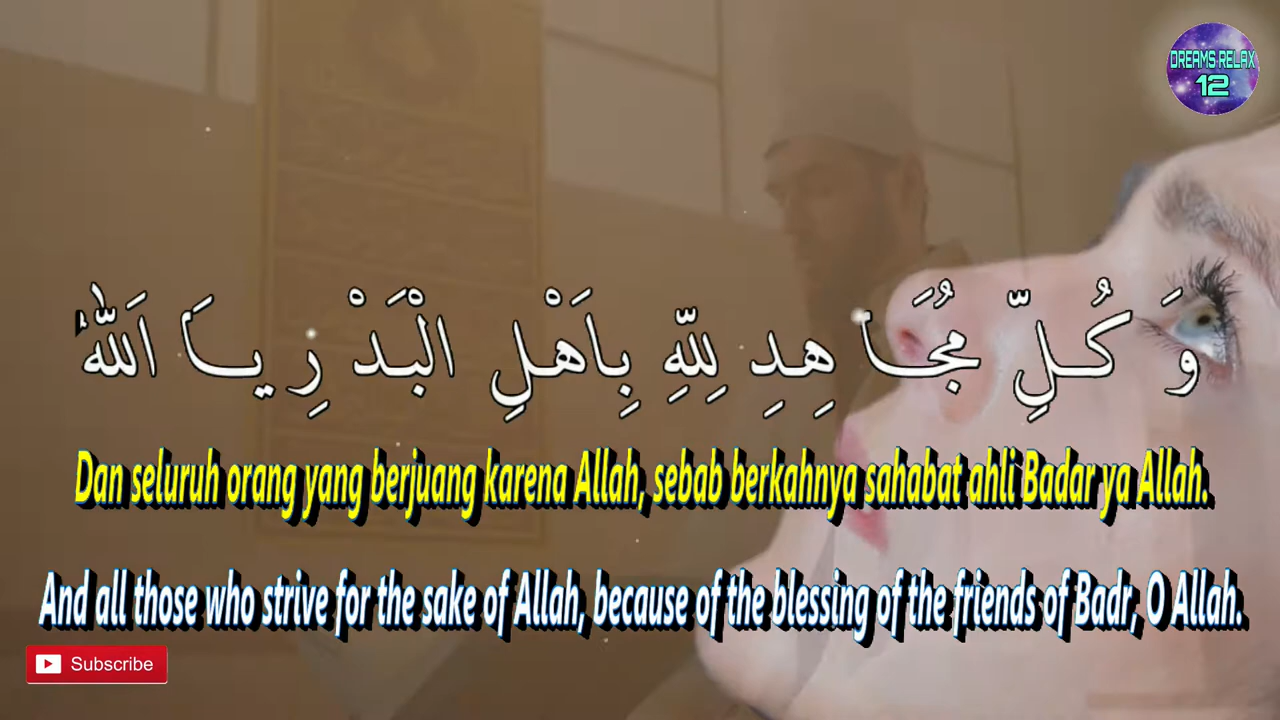 DREAMS RELAX
12
وَ كُلِّ مُجَا هِدِ لِلّٰهِ بِاَهْلِ الْبَدْ رِ يـَا اَللّٰهُ
Dan seluruh orang yang berjuang karena Allah, sebab berkahnya sahabat ahli Badar ya Allah.
And all those who strive for the sake of Allah, because of the blessing of the friends of Badr, O Allah.
Subscribe